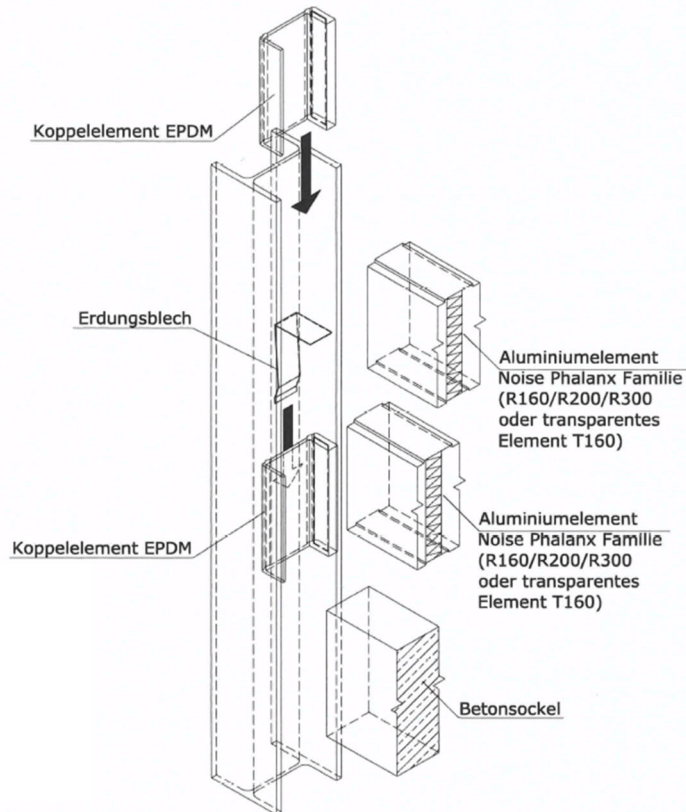 Koppelelement EPDM
Erdungsblech
Aluminiumelement
Noise Phalanx Familie
(R160/R200/R300
oder transparentes
Element T160)
Koppelelement EPDM
Aluminiumelement
Noise Phalanx Familie
(R160/R200/R300
oder transparentes
Element T160)
Betonsockel